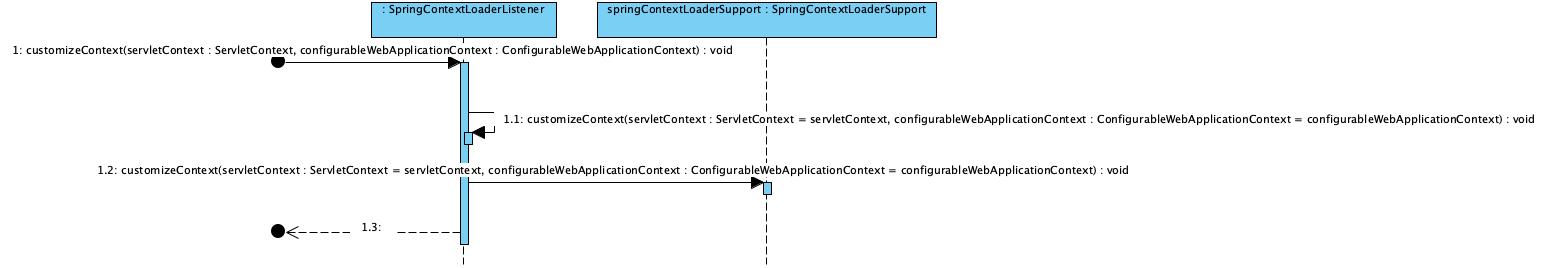 : SpringContextLoaderListener
springContextLoaderSupport : SpringContextLoaderSupport
1: customizeContext(servletContext : ServletContext, configurableWebApplicationContext : ConfigurableWebApplicationContext) : void
1.1: customizeContext(servletContext : ServletContext = servletContext, configurableWebApplicationContext : ConfigurableWebApplicationContext = configurableWebApplicationContext) : void
1.2: customizeContext(servletContext : ServletContext = servletContext, configurableWebApplicationContext : ConfigurableWebApplicationContext = configurableWebApplicationContext) : void
1.3: